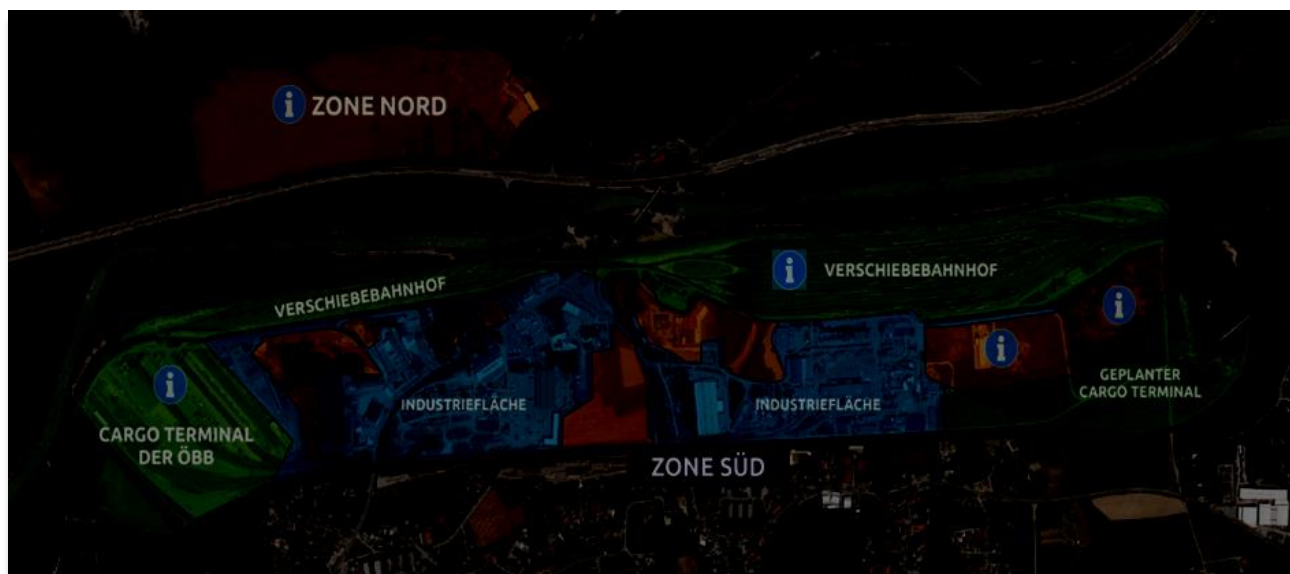 ZONE NORD
VERSCHIEBEBAHNHOF
VERSCHIEBEBAHNHOF
INDUSTRIEFLÄCHE
INDUSTRIEFLÄCHE
GEPLANTER
CARGO TERMINAL
CARGO TERMINAL
DER ÖBB
ZONE SÜD